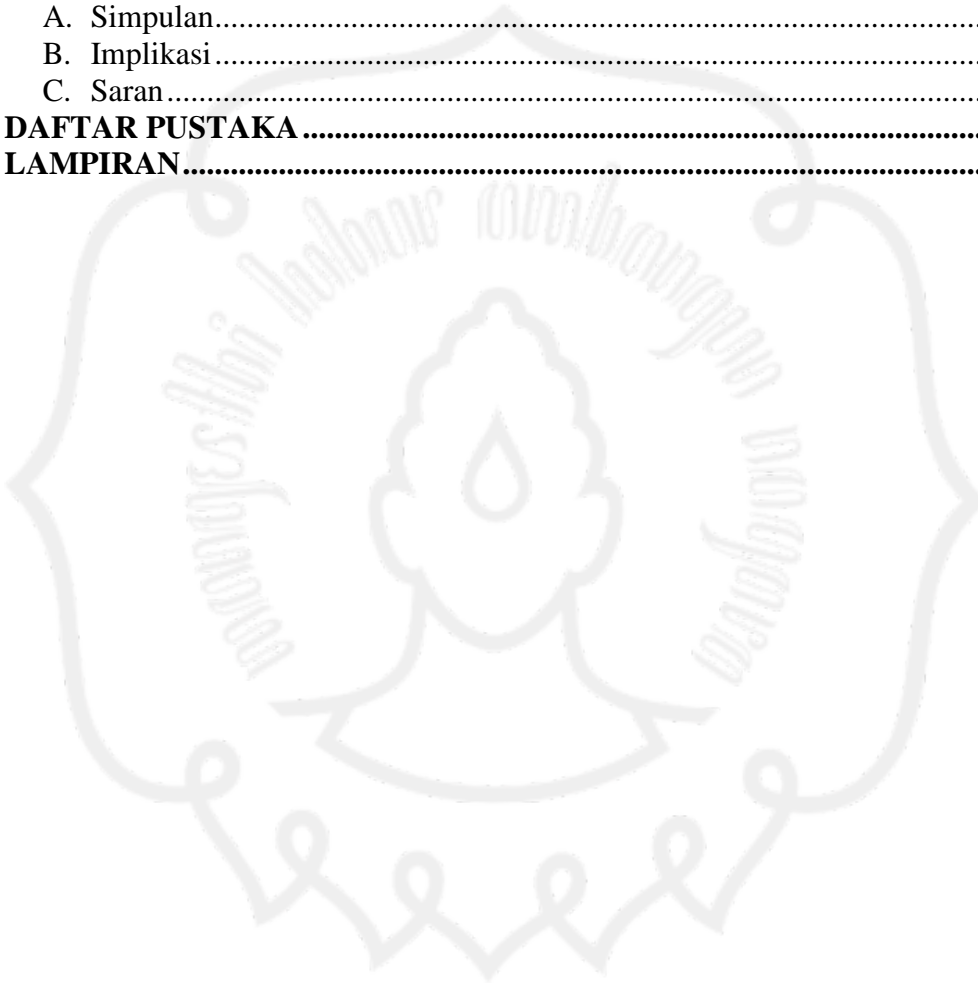 A. Simpulan..........................................................................................
B. Implikasi..........................................................................................
C. Saran................................................................................................
DAFTAR PUSTAKA..............................................................................
LAMPIRAN............................................................................................